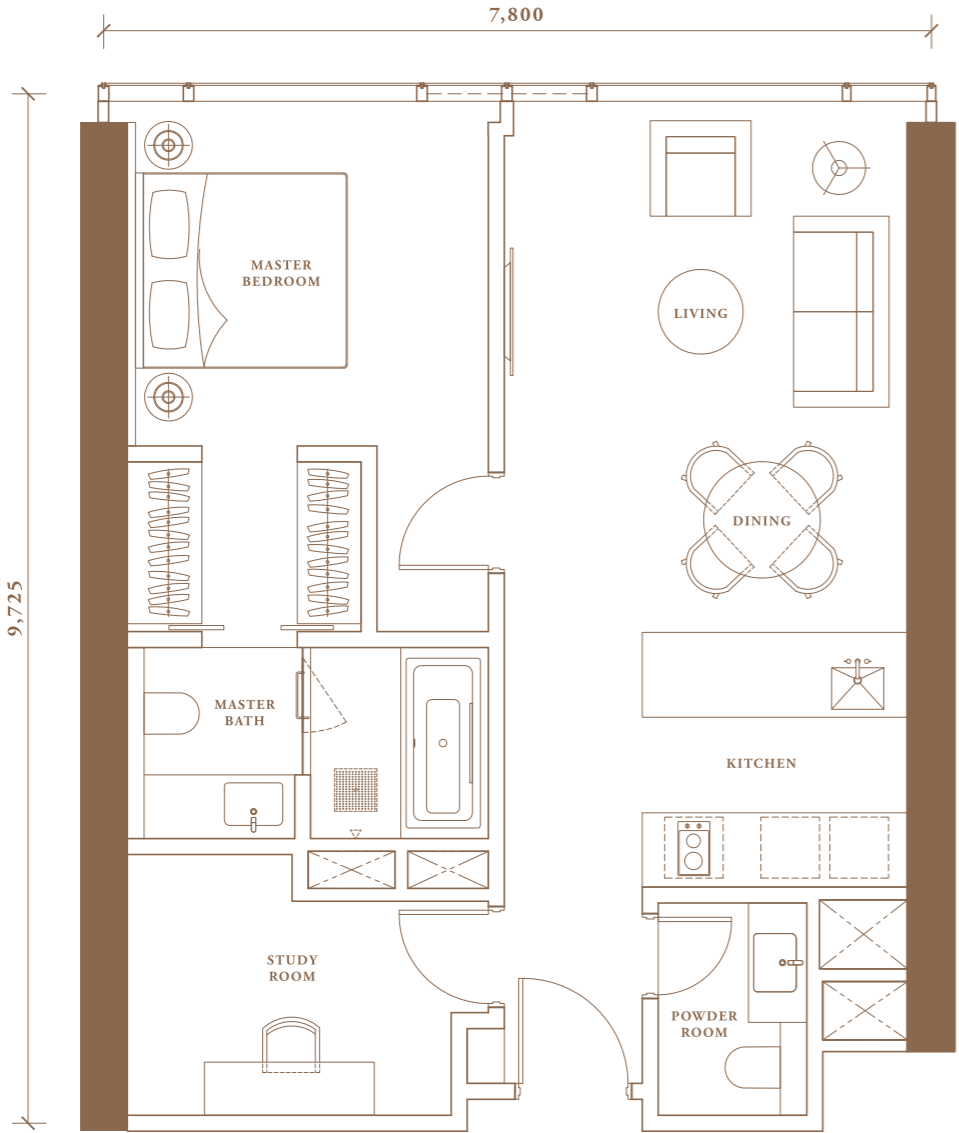 7,800
MASTER
BEDROOM
LIVING
DINING
9,725
MASTER
BATH
KITCHEN
STUDY
ROOM
POWDER
ROOM